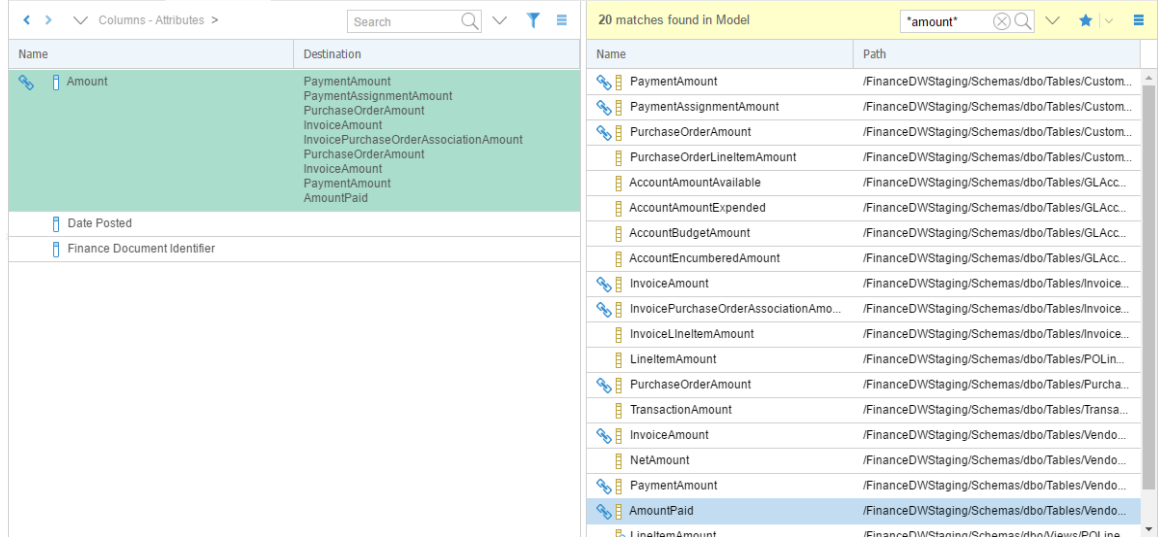 Columns - Attributes >
Search
Name Destination
Amount PaymentAmount
PaymentAssignmentAmount
PurchaseOrderAmount
InvoiceAmount
InvoicePurchaseOrderAssociationAmount
PurchaseOrderAmount
InvoiceAmount
PaymentAmount
AmountPaid
Date Posted
Finance Document Identifier
20 matches found in Model *amount*
Name Path
PaymentAmount /FinanceDWStaging/Schemas/dbo/Tables/Custom...
PaymentAssignmentAmount /FinanceDWStaging/Schemas/dbo/Tables/Custom...
PurchaseOrderAmount /FinanceDWStaging/Schemas/dbo/Tables/Custom...
PurchaseOrderLineItemAmount /FinanceDWStaging/Schemas/dbo/Tables/Custom...
AccountAmountAvailable /FinanceDWStaging/Schemas/dbo/Tables/GLAcc...
AccountAmountExpended /FinanceDWStaging/Schemas/dbo/Tables/GLAcc...
AccountBudgetAmount /FinanceDWStaging/Schemas/dbo/Tables/GLAcc...
AccountEncumberedAmount /FinanceDWStaging/Schemas/dbo/Tables/GLAcc...
InvoiceAmount /FinanceDWStaging/Schemas/dbo/Tables/Invoice...
InvoicePurchaseOrderAssociationAmo... /FinanceDWStaging/Schemas/dbo/Tables/Invoice...
InvoiceLIneItemAmount /FinanceDWStaging/Schemas/dbo/Tables/Invoice...
LineItemAmount /FinanceDWStaging/Schemas/dbo/Tables/POLin...
PurchaseOrderAmount /FinanceDWStaging/Schemas/dbo/Tables/Purcha...
TransactionAmount /FinanceDWStaging/Schemas/dbo/Tables/Transa...
InvoiceAmount /FinanceDWStaging/Schemas/dbo/Tables/Vendo...
NetAmount /FinanceDWStaging/Schemas/dbo/Tables/Vendo...
PaymentAmount /FinanceDWStaging/Schemas/dbo/Tables/Vendo...
AmountPaid /FinanceDWStaging/Schemas/dbo/Tables/Vendo...
LineItemAmount /FinanceDWStaging/Schemas/dbo/Views/POLine...